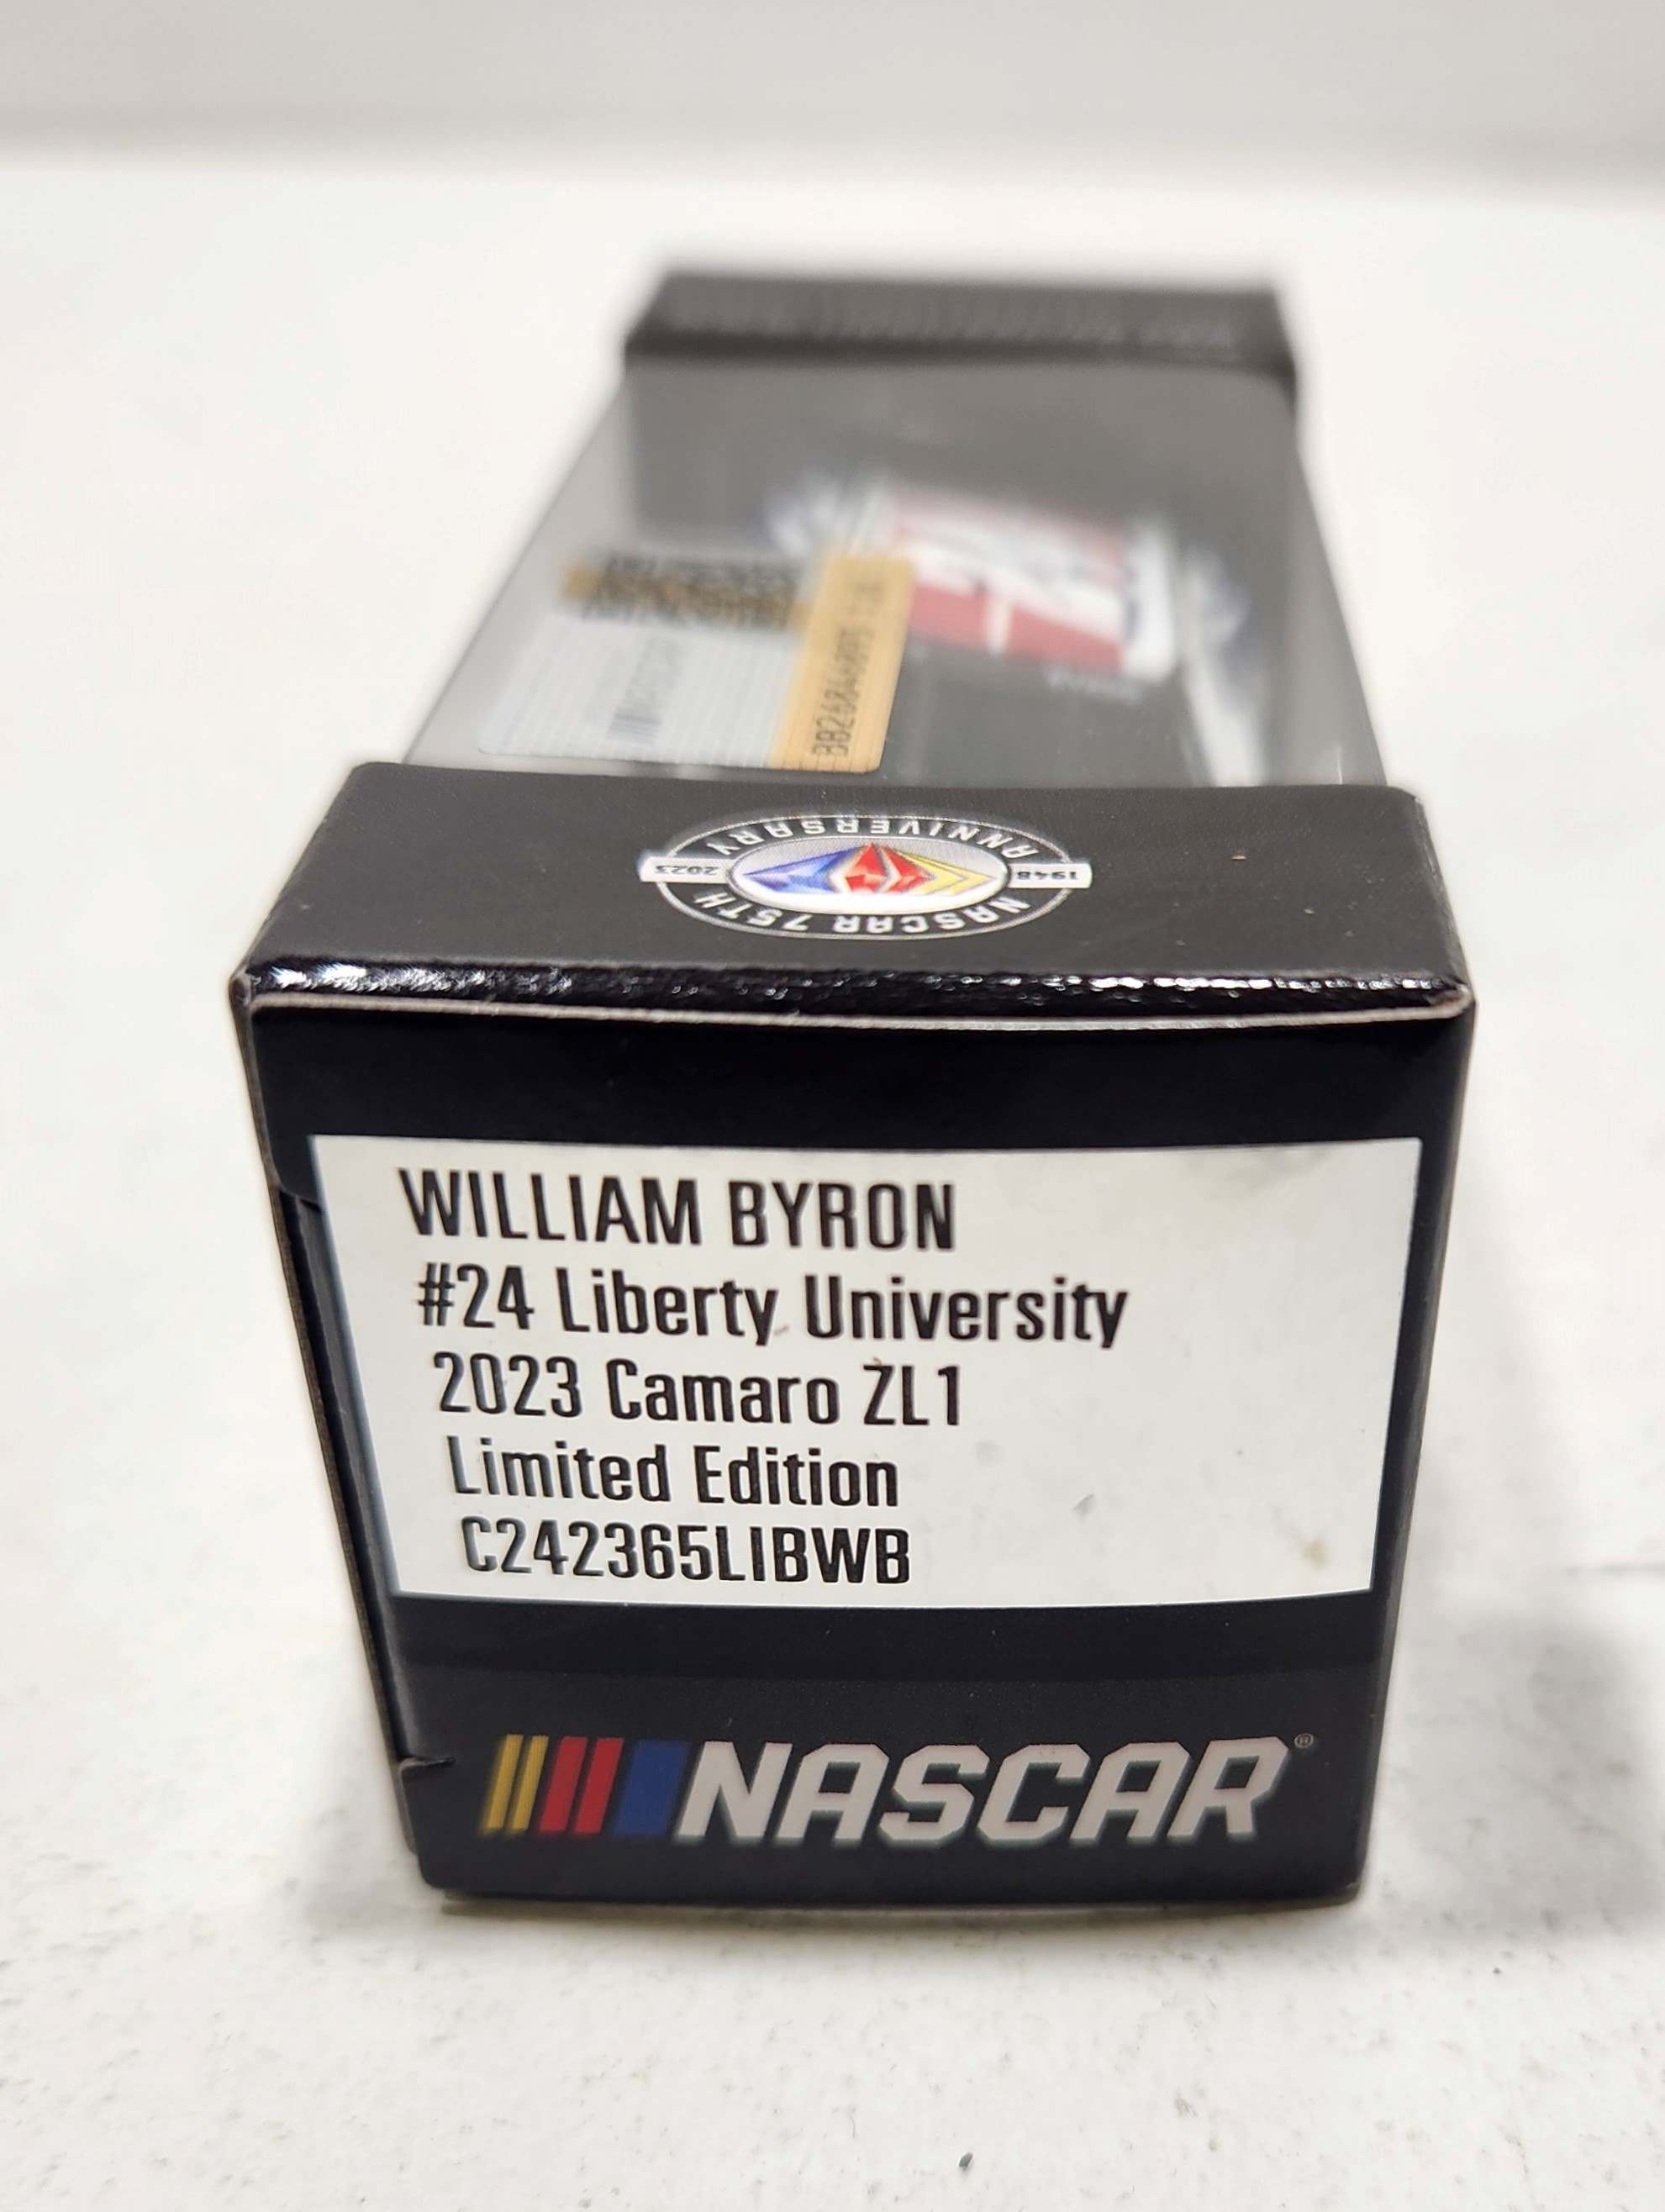 NASCAR 75TH
ANNIVERSARY
1948 2023
WILLIAM BYRON
#24 Liberty University
2023 Camaro ZL1
Limited Edition
C242365LIBWB
NASCAR®